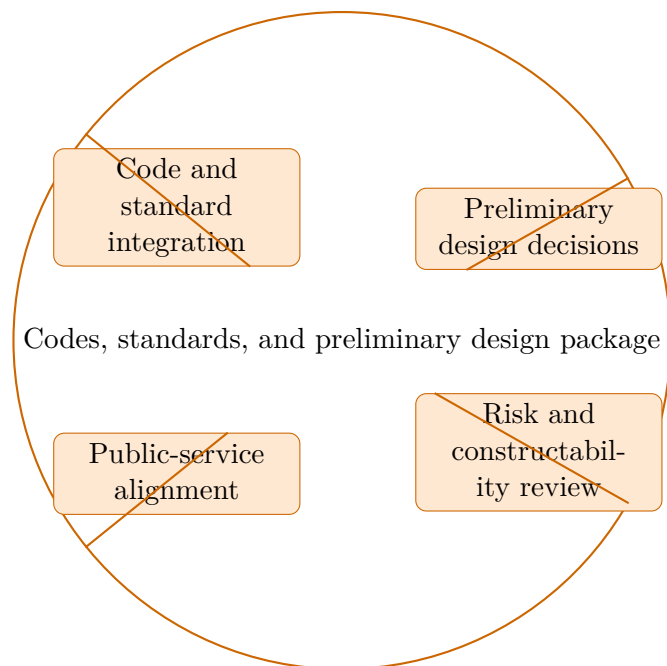 Code and
standard
integration
Preliminary
design decisions
Codes, standards, and preliminary design package
Public-service
alignment
Risk and
constructabil-
ity review